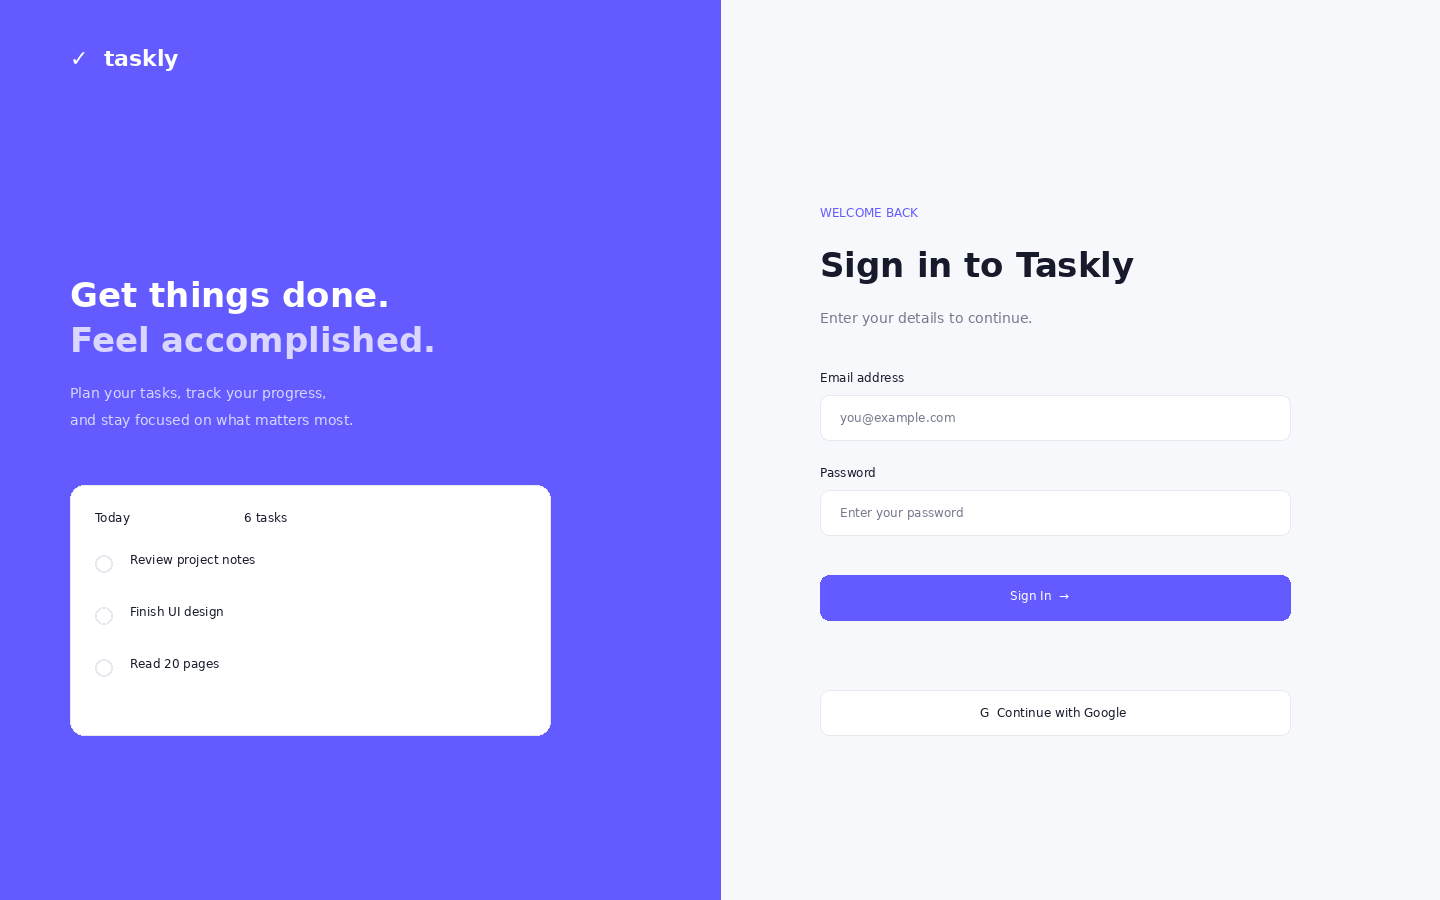 ✓ taskly
Get things done.
Feel accomplished.
Plan your tasks, track your progress,
and stay focused on what matters most.
Today 6 tasks
Review project notes
Finish UI design
Read 20 pages
WELCOME BACK
Sign in to Taskly
Enter your details to continue.
Email address
you@example.com
Password
Enter your password
Sign In →
G Continue with Google